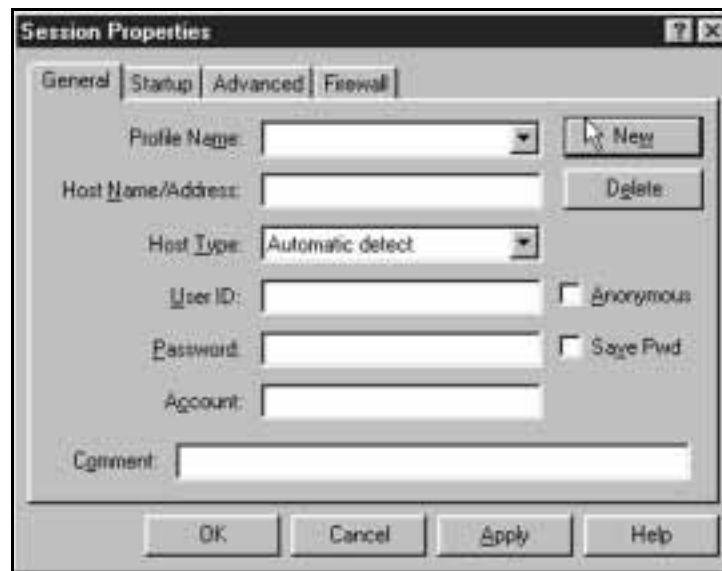 Session Properties
General Startup Advanced Firewall
Profile Name: New
Host Name/Address: Delete
Host Type: Automatic detect
User ID: Anonymous
Password: Save Pwd
Account:
Comment:
OK Cancel Apply Help